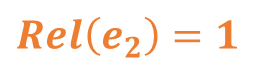 Rel(e₂) = 1